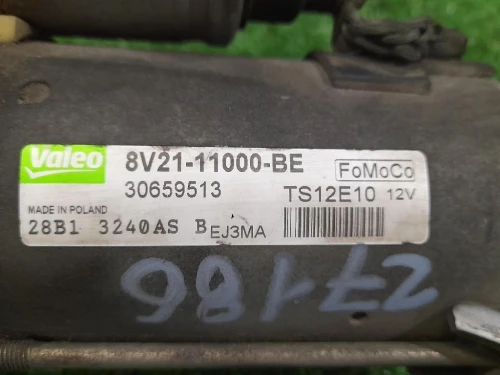 Valeo 8V21-11000-BE FoMoCo
30659513 TS12E10 12V
MADE IN POLAND
28B1 3240AS B EJ3MA
27186